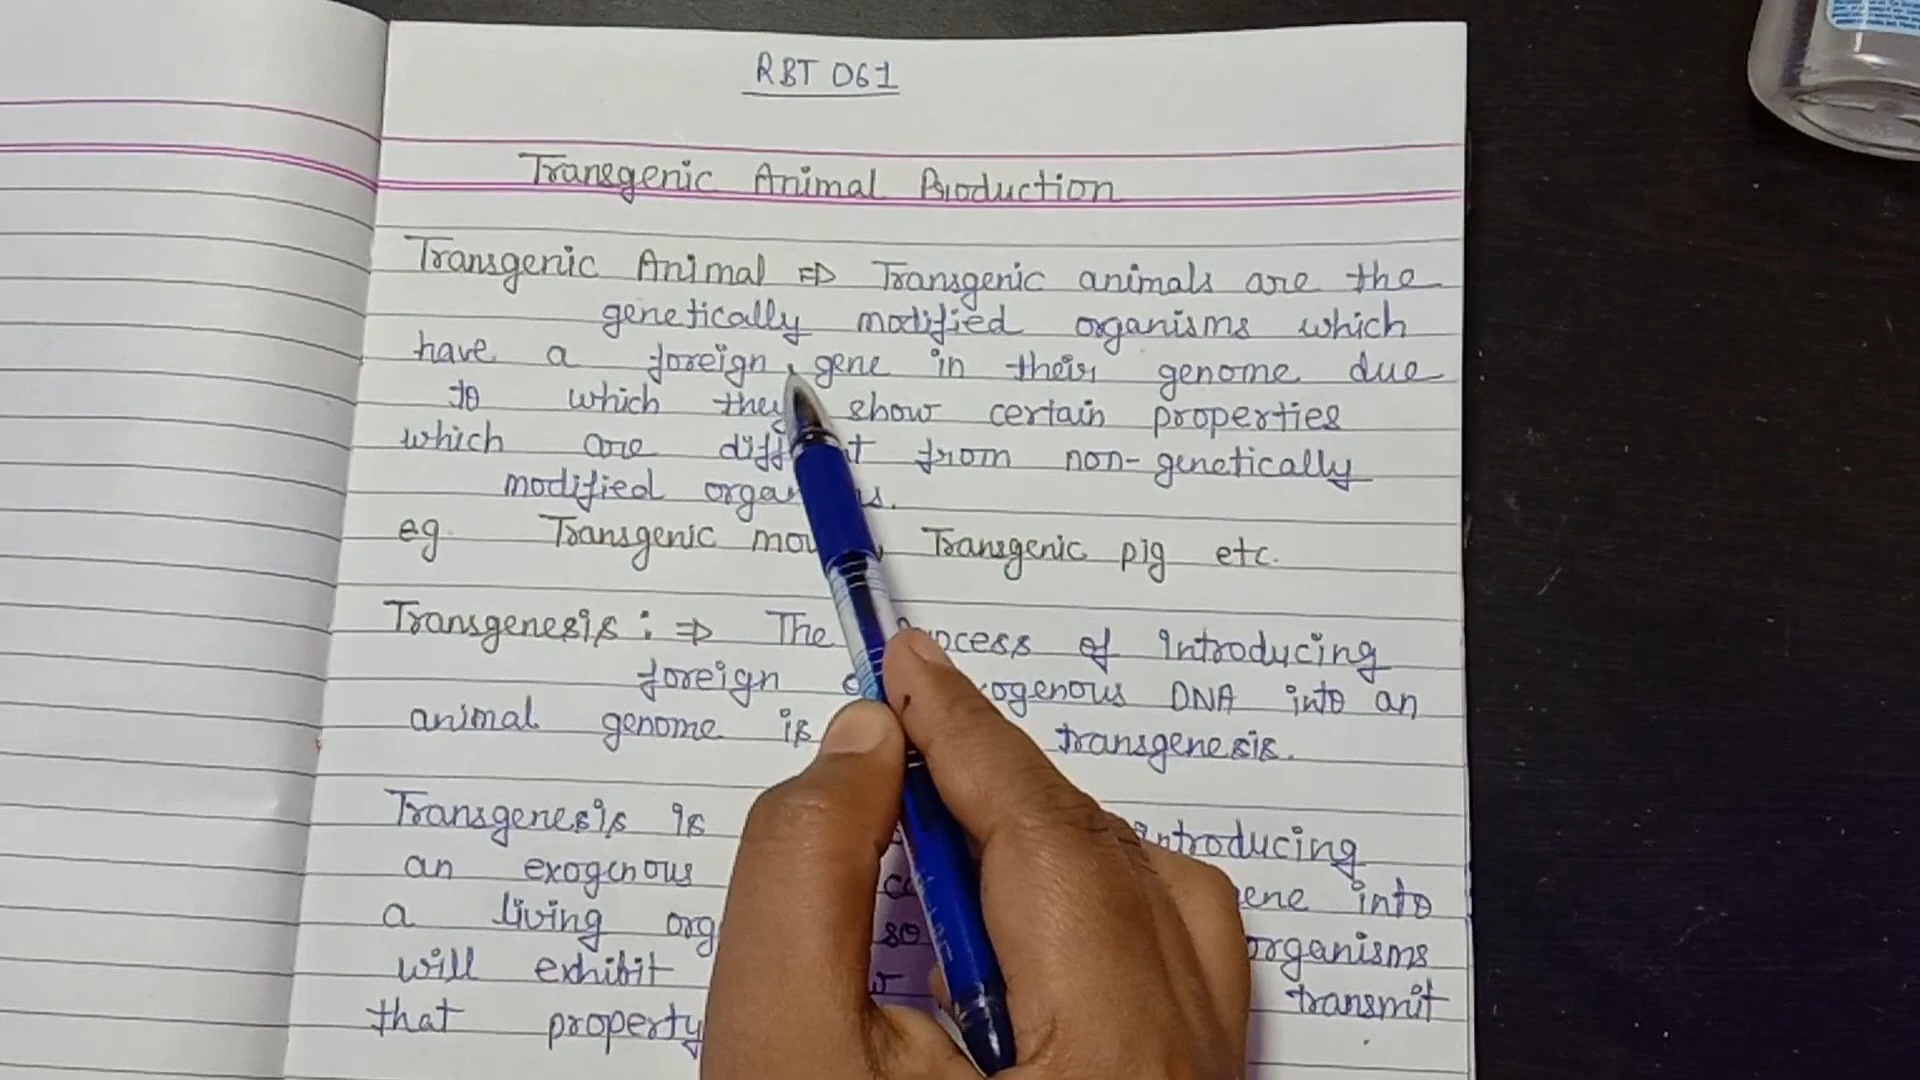 RBT 061
Transgenic Animal Production
Transgenic Animal ⇒ Transgenic animals are the
genetically modified organisms which
have a foreign gene in their genome due
to which they show certain properties
which are from non-genetically
modified
eg. Transgenic Transgenic pig etc.
Transgenesis : ⇒ The of introducing
foreign DNA into an
animal genome is transgenesis.
Transgenesis is introducing
an exogenous into
a living so organisms
will exhibit transmit
that property